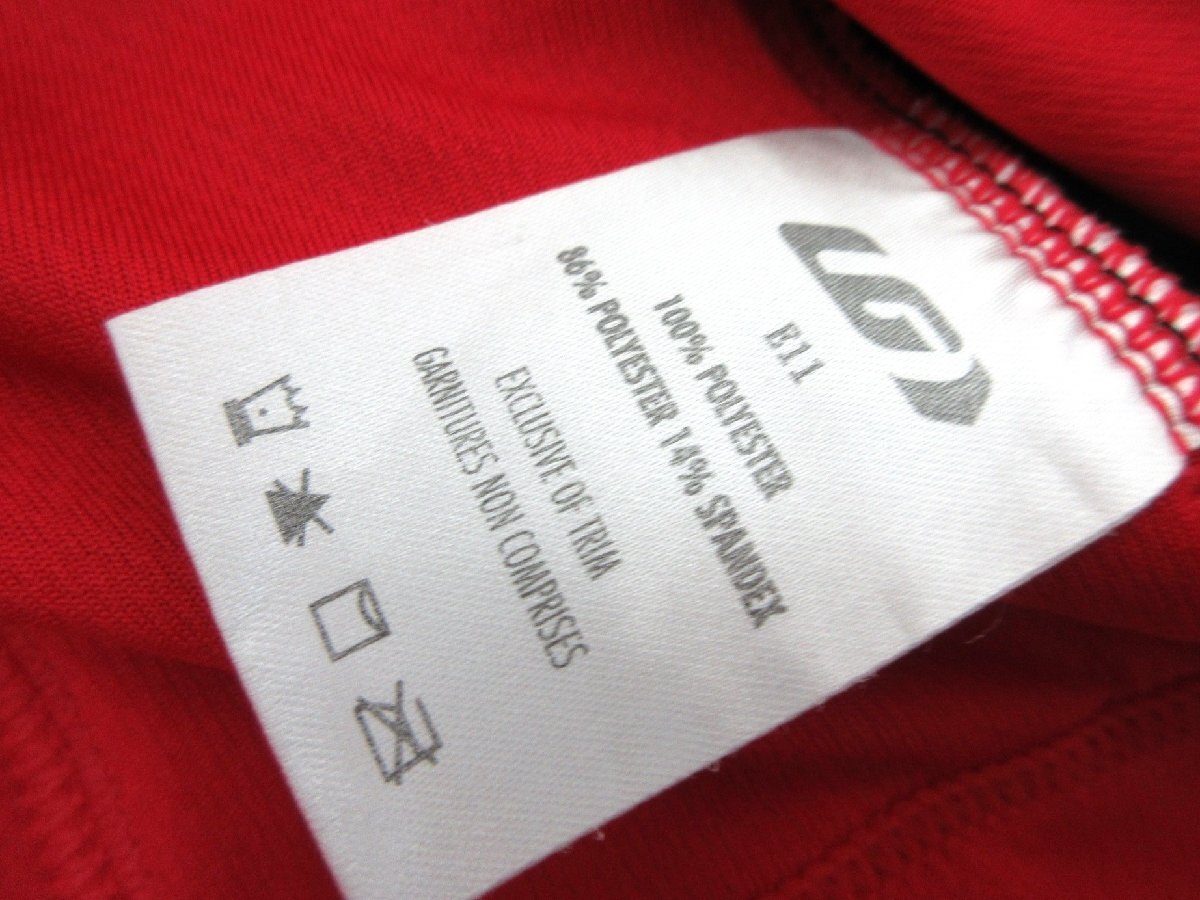 E11
100% POLYESTER
86% POLYESTER 14% SPANDEX
EXCLUSIVE OF TRIM
GARNITURES NON COMPRISES